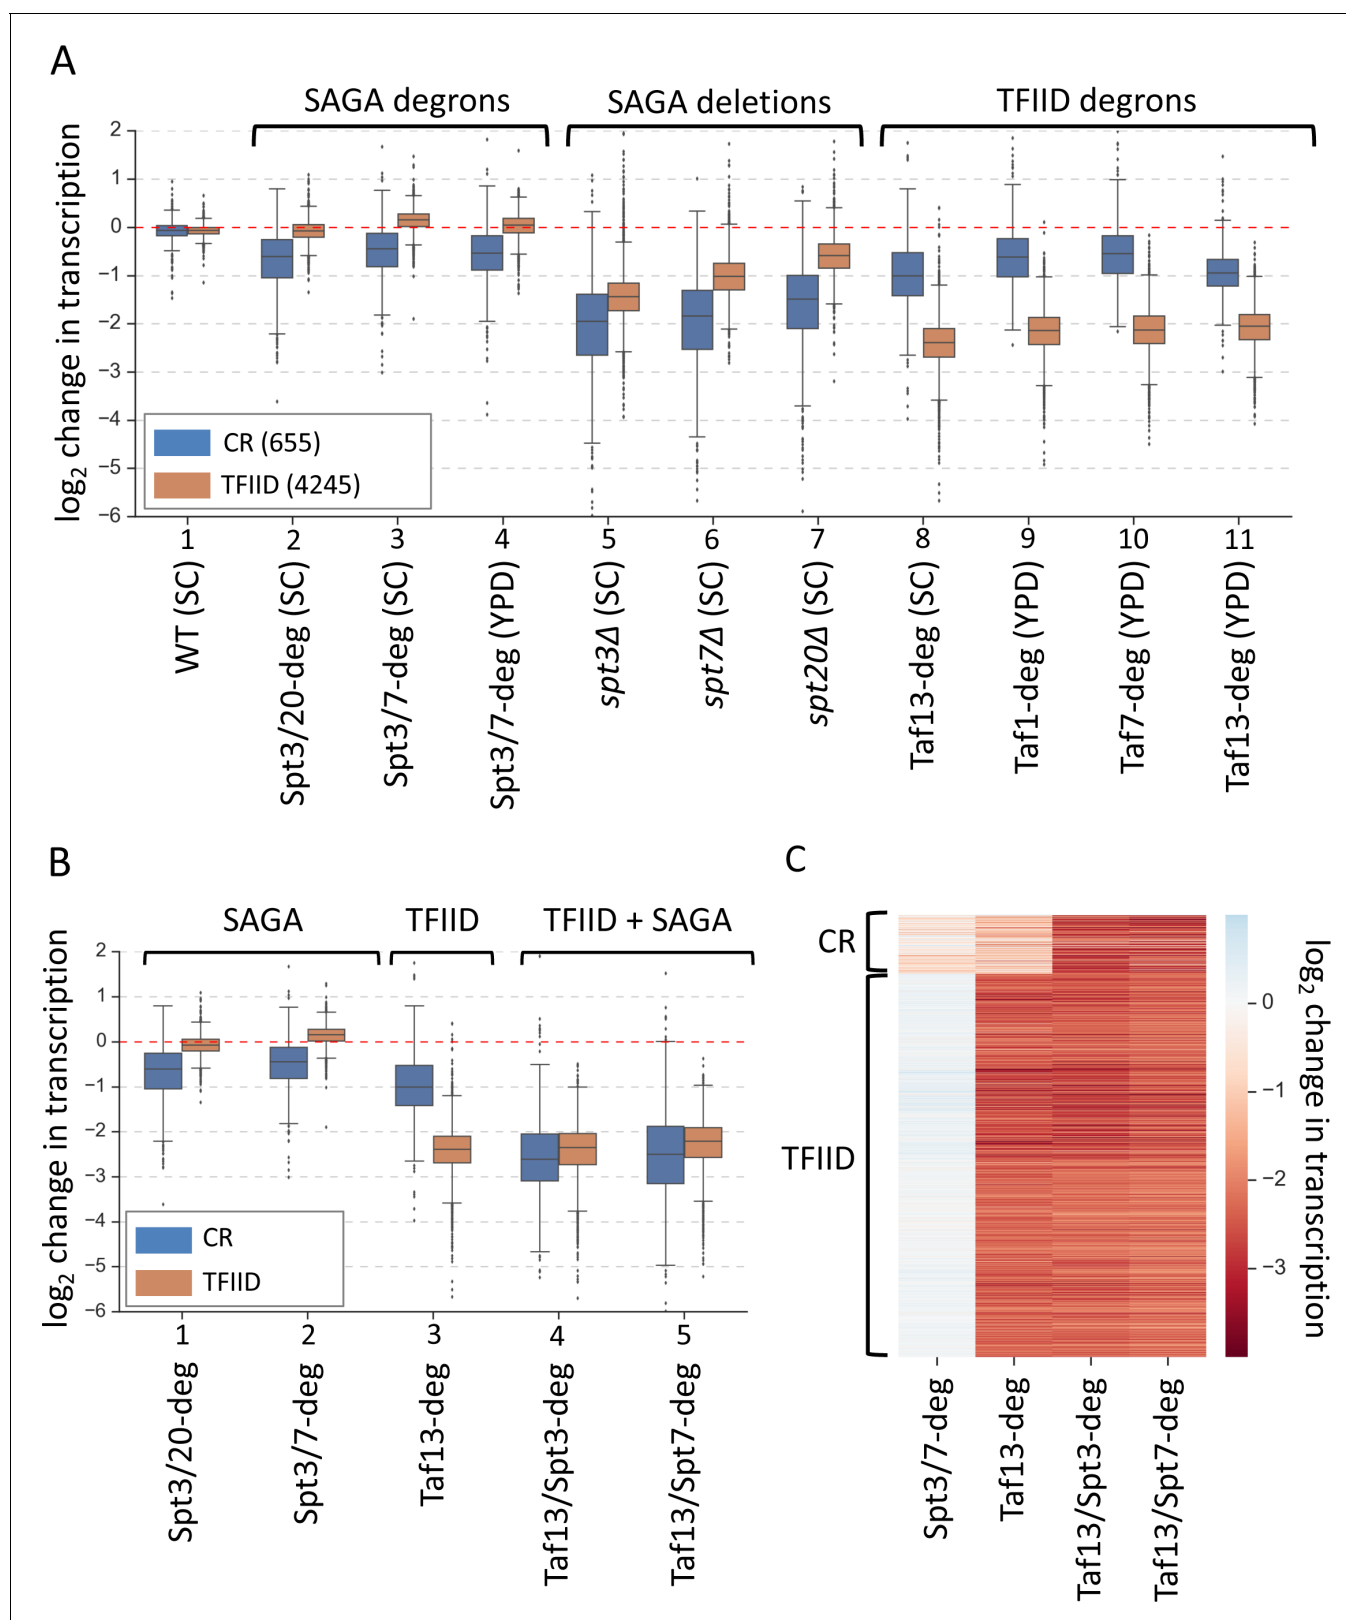 A
SAGA degrons
SAGA deletions
TFIID degrons
log2 change in transcription
2
1
0
−1
−2
−3
−4
−5
−6
CR (655)
TFIID (4245)
1
2
3
4
5
6
7
8
9
10
11
WT (SC)
Spt3/20-deg (SC)
Spt3/7-deg (SC)
Spt3/7-deg (YPD)
spt3Δ (SC)
spt7Δ (SC)
spt20Δ (SC)
Taf13-deg (SC)
Taf1-deg (YPD)
Taf7-deg (YPD)
Taf13-deg (YPD)
B
SAGA
TFIID
TFIID + SAGA
log2 change in transcription
2
1
0
−1
−2
−3
−4
−5
−6
CR
TFIID
1
2
3
4
5
Spt3/20-deg
Spt3/7-deg
Taf13-deg
Taf13/Spt3-deg
Taf13/Spt7-deg
C
CR
TFIID
0
−1
−2
−3
log2 change in transcription
Spt3/7-deg
Taf13-deg
Taf13/Spt3-deg
Taf13/Spt7-deg